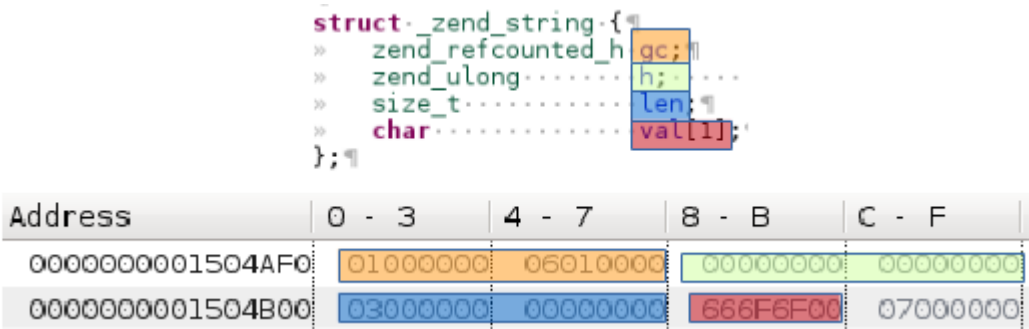 struct·_zend_string·{¶
»   zend_refcounted_h gc;¶
»   zend_ulong·······h;·····
»   size_t···········len;¶
»   char·············val[1];
};¶
Address 0 - 3 4 - 7 8 - B C - F
0000000001504AF0 01000000 06010000 00000000 00000000
0000000001504B00 03000000 00000000 666F6F00 07000000